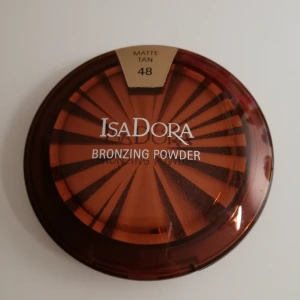 MATTE
TAN
48
ISADORA
BRONZING POWDER